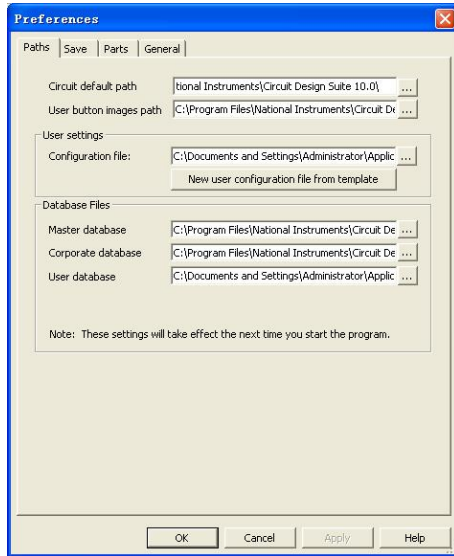 Preferences
Paths Save Parts General
Circuit default path tional Instruments\Circuit Design Suite 10.0\ ...
User button images path C:\Program Files\National Instruments\Circuit De ...
User settings
Configuration file: C:\Documents and Settings\Administrator\Applic ...
New user configuration file from template
Database Files
Master database C:\Program Files\National Instruments\Circuit De ...
Corporate database C:\Program Files\National Instruments\Circuit De ...
User database C:\Documents and Settings\Administrator\Applic ...
Note: These settings will take effect the next time you start the program.
OK Cancel Apply Help